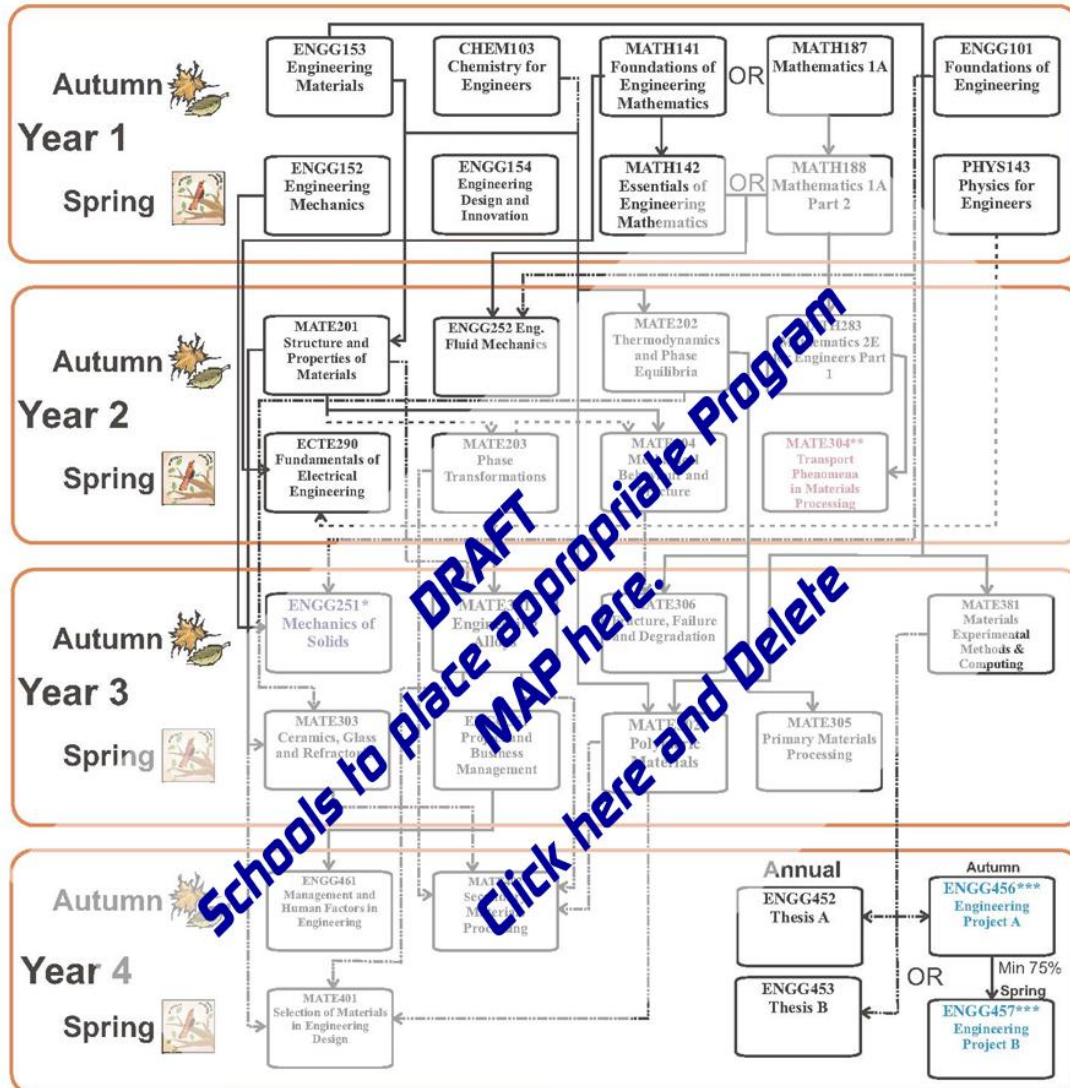 ENGG153
Engineering
Materials
CHEM103
Chemistry for
Engineers
MATH141
Foundations of
Engineering
Mathematics
OR
MATH187
Mathematics 1A
ENGG101
Foundations of
Engineering
Autumn
Year 1
Spring
ENGG152
Engineering
Mechanics
ENGG154
Engineering
Design and
Innovation
MATH142
Essentials of
Engineering
Mathematics
OR
MATH188
Mathematics 1A
Part 2
PHYS143
Physics for
Engineers
Autumn
Year 2
Spring
MATE201
Structure and
Properties of
Materials
ENGG252 Eng.
Fluid Mechanics
MATE202
Thermodynamics
and Phase
Equilibria
Mathematics 2E
Engineers Part
1
ECTE290
Fundamentals of
Electrical
Engineering
MATE203
Phase
Transformations
and
MATE304**
Transport
Phenomena
in Materials
Processing
Autumn
Year 3
Spring
ENGG251*
Mechanics of
Solids
MATE306
Failure
and Degradation
MATE381
Materials
Experimental
Methods &
Computing
MATE303
Ceramics, Glass
and
Business
Management
Materials
MATE305
Primary Materials
Processing
Autumn
Year 4
Spring
ENGG461
Management and
Human Factors in
Engineering
Processing
MATE401
Selection of Materials
in Engineering
Design
Annual
ENGG452
Thesis A
ENGG453
Thesis B
OR
Autumn
ENGG456***
Engineering
Project A
Min 75%
Spring
ENGG457***
Engineering
Project B
DRAFT
Schools to place appropriate Program
MAP here.
Click here and Delete